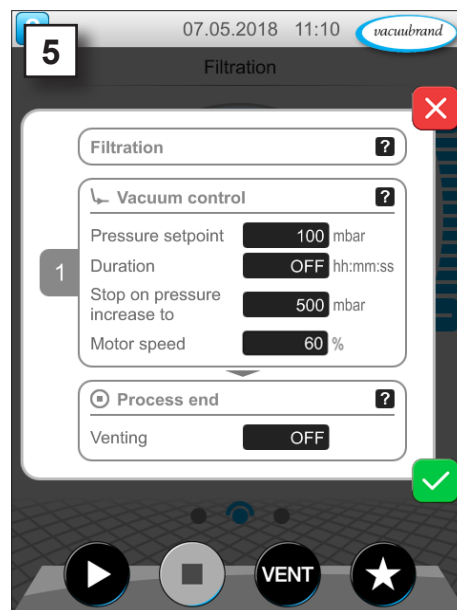 07.05.2018 11:10 vacuubrand
5
Filtration
Filtration ?
Vacuum control ?
1
Pressure setpoint 100 mbar
Duration OFF hh:mm:ss
Stop on pressure
increase to 500 mbar
Motor speed 60 %
Process end ?
Venting OFF
VENT